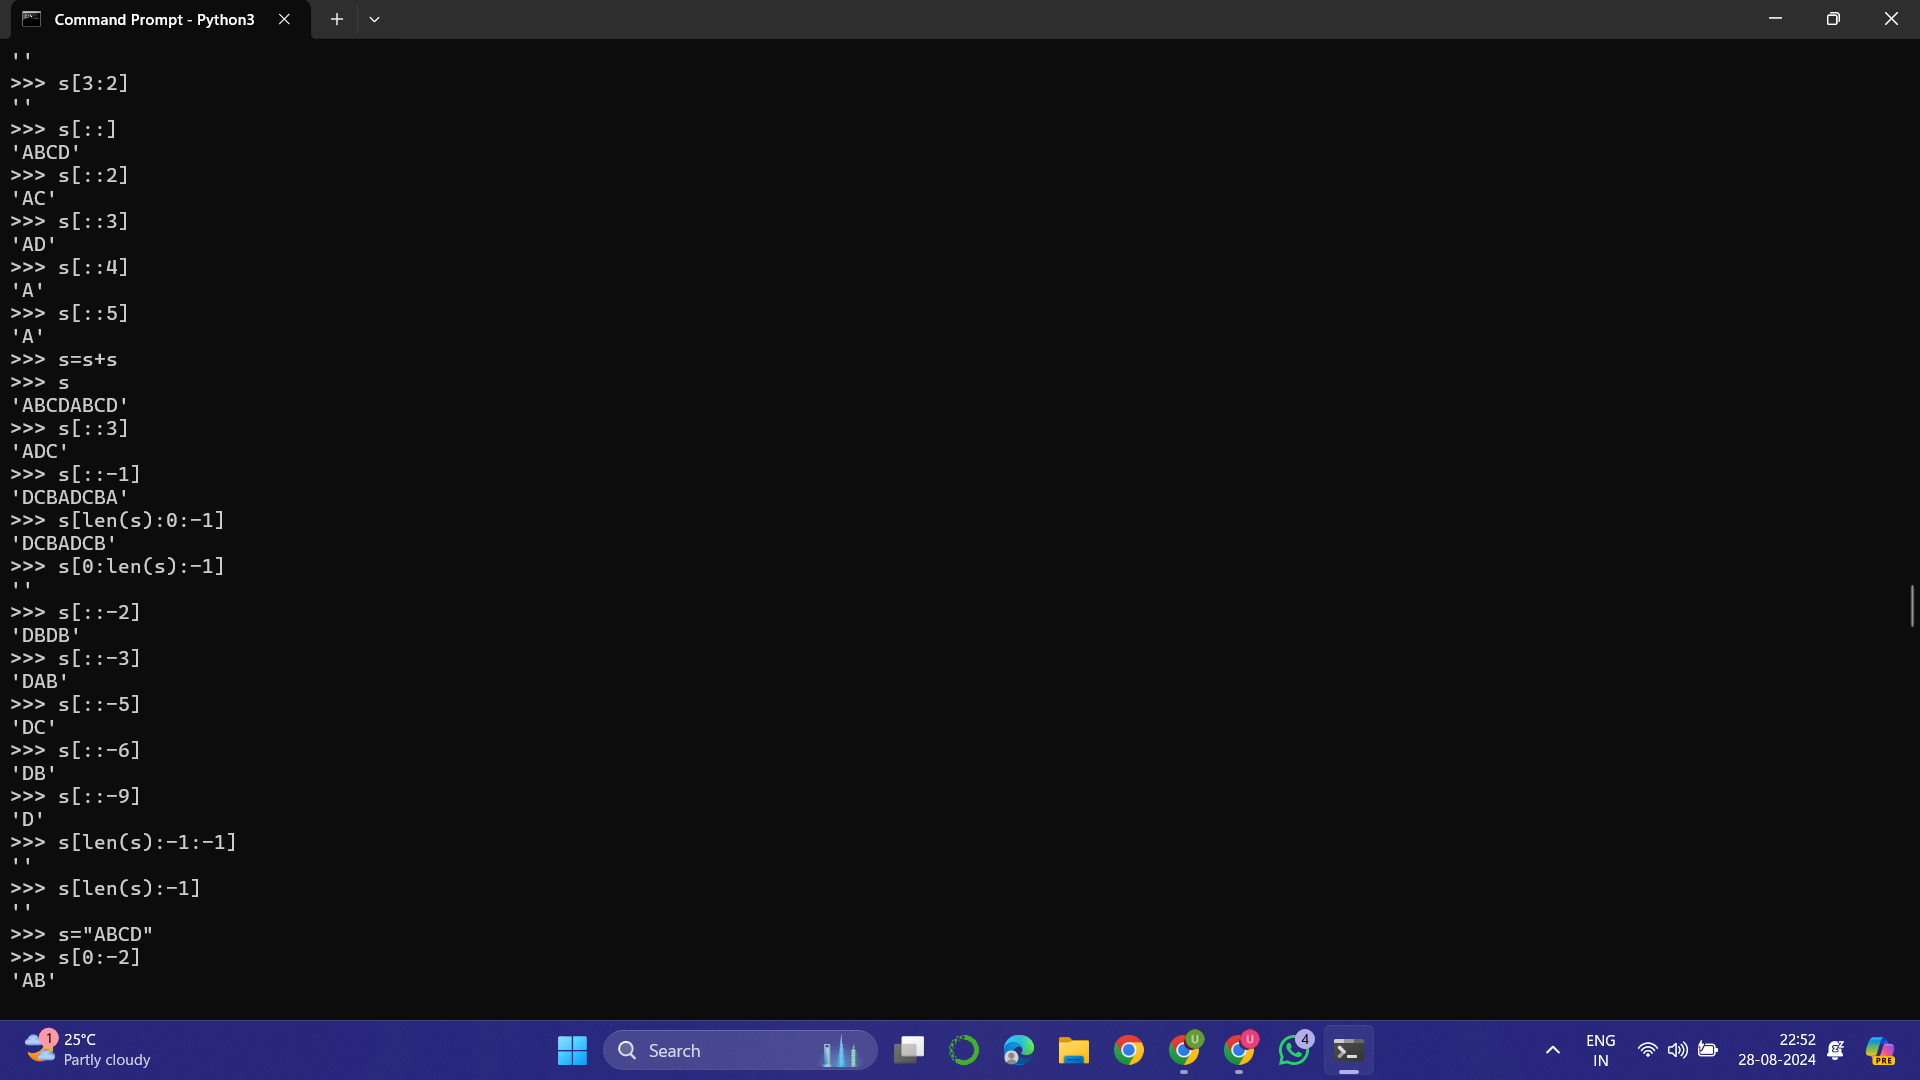 Command Prompt - Python3
''
>>> s[3:2]
''
>>> s[::]
'ABCD'
>>> s[::2]
'AC'
>>> s[::3]
'AD'
>>> s[::4]
'A'
>>> s[::5]
'A'
>>> s=s+s
>>> s
'ABCDABCD'
>>> s[::3]
'ADC'
>>> s[::-1]
'DCBADCBA'
>>> s[len(s):0:-1]
'DCBADCB'
>>> s[0:len(s):-1]
''
>>> s[::-2]
'DBDB'
>>> s[::-3]
'DAB'
>>> s[::-5]
'DC'
>>> s[::-6]
'DB'
>>> s[::-9]
'D'
>>> s[len(s):-1:-1]
''
>>> s[len(s):-1]
''
>>> s="ABCD"
>>> s[0:-2]
'AB'
1
25°C
Partly cloudy
Search
U
U
4
ENG
IN
22:52
28-08-2024
PRE